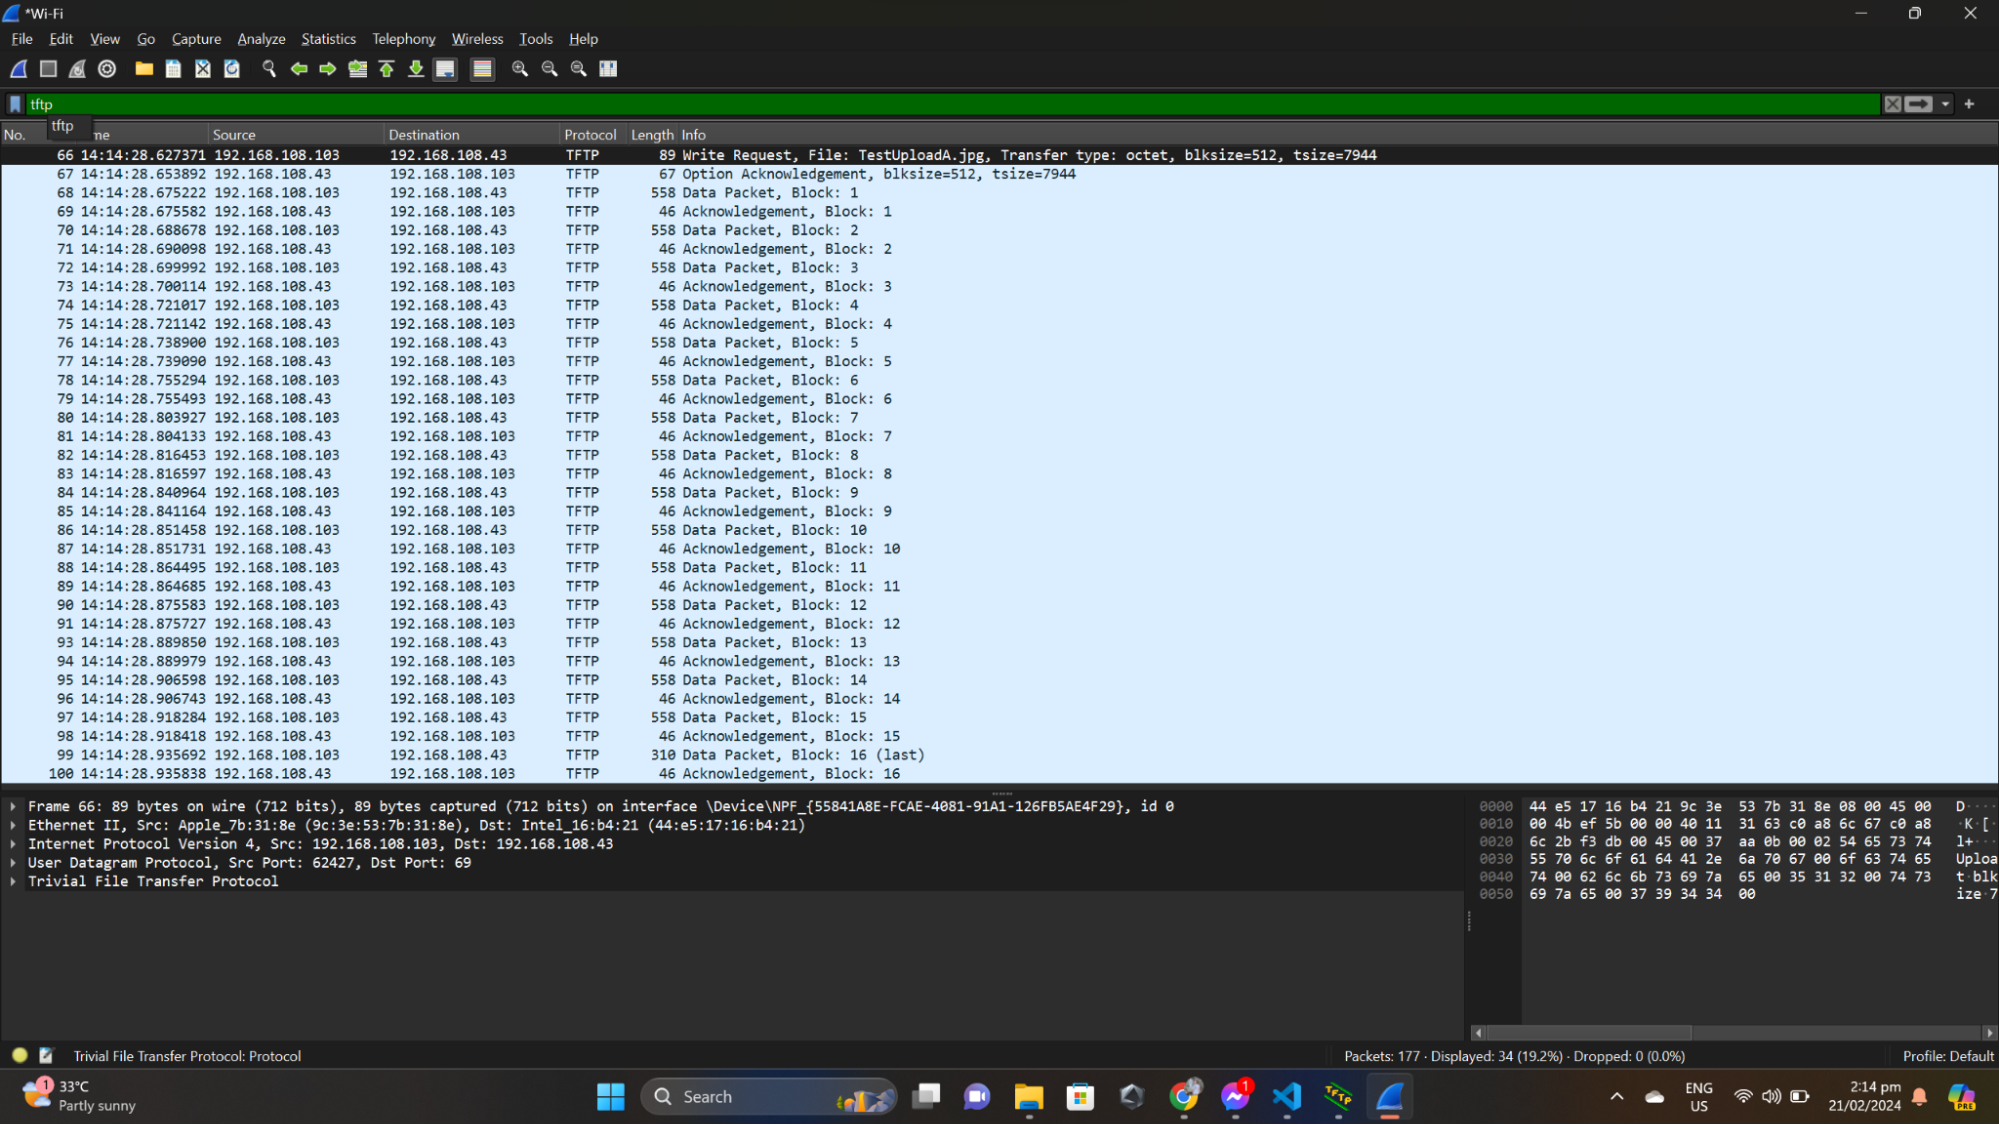 *Wi-Fi
File Edit View Go Capture Analyze Statistics Telephony Wireless Tools Help
tftp
tftp
No. me Source Destination Protocol Length Info
66 14:14:28.627371 192.168.108.103 192.168.108.43 TFTP 89 Write Request, File: TestUploadA.jpg, Transfer type: octet, blksize=512, tsize=7944
67 14:14:28.653892 192.168.108.43 192.168.108.103 TFTP 67 Option Acknowledgement, blksize=512, tsize=7944
68 14:14:28.675222 192.168.108.103 192.168.108.43 TFTP 558 Data Packet, Block: 1
69 14:14:28.675582 192.168.108.43 192.168.108.103 TFTP 46 Acknowledgement, Block: 1
70 14:14:28.688678 192.168.108.103 192.168.108.43 TFTP 558 Data Packet, Block: 2
71 14:14:28.690098 192.168.108.43 192.168.108.103 TFTP 46 Acknowledgement, Block: 2
72 14:14:28.699992 192.168.108.103 192.168.108.43 TFTP 558 Data Packet, Block: 3
73 14:14:28.700114 192.168.108.43 192.168.108.103 TFTP 46 Acknowledgement, Block: 3
74 14:14:28.721017 192.168.108.103 192.168.108.43 TFTP 558 Data Packet, Block: 4
75 14:14:28.721142 192.168.108.43 192.168.108.103 TFTP 46 Acknowledgement, Block: 4
76 14:14:28.738900 192.168.108.103 192.168.108.43 TFTP 558 Data Packet, Block: 5
77 14:14:28.739090 192.168.108.43 192.168.108.103 TFTP 46 Acknowledgement, Block: 5
78 14:14:28.755294 192.168.108.103 192.168.108.43 TFTP 558 Data Packet, Block: 6
79 14:14:28.755493 192.168.108.43 192.168.108.103 TFTP 46 Acknowledgement, Block: 6
80 14:14:28.803927 192.168.108.103 192.168.108.43 TFTP 558 Data Packet, Block: 7
81 14:14:28.804133 192.168.108.43 192.168.108.103 TFTP 46 Acknowledgement, Block: 7
82 14:14:28.816453 192.168.108.103 192.168.108.43 TFTP 558 Data Packet, Block: 8
83 14:14:28.816597 192.168.108.43 192.168.108.103 TFTP 46 Acknowledgement, Block: 8
84 14:14:28.840964 192.168.108.103 192.168.108.43 TFTP 558 Data Packet, Block: 9
85 14:14:28.841164 192.168.108.43 192.168.108.103 TFTP 46 Acknowledgement, Block: 9
86 14:14:28.851458 192.168.108.103 192.168.108.43 TFTP 558 Data Packet, Block: 10
87 14:14:28.851731 192.168.108.43 192.168.108.103 TFTP 46 Acknowledgement, Block: 10
88 14:14:28.864495 192.168.108.103 192.168.108.43 TFTP 558 Data Packet, Block: 11
89 14:14:28.864685 192.168.108.43 192.168.108.103 TFTP 46 Acknowledgement, Block: 11
90 14:14:28.875583 192.168.108.103 192.168.108.43 TFTP 558 Data Packet, Block: 12
91 14:14:28.875727 192.168.108.43 192.168.108.103 TFTP 46 Acknowledgement, Block: 12
93 14:14:28.889850 192.168.108.103 192.168.108.43 TFTP 558 Data Packet, Block: 13
94 14:14:28.889979 192.168.108.43 192.168.108.103 TFTP 46 Acknowledgement, Block: 13
95 14:14:28.906598 192.168.108.103 192.168.108.43 TFTP 558 Data Packet, Block: 14
96 14:14:28.906743 192.168.108.43 192.168.108.103 TFTP 46 Acknowledgement, Block: 14
97 14:14:28.918284 192.168.108.103 192.168.108.43 TFTP 558 Data Packet, Block: 15
98 14:14:28.918418 192.168.108.43 192.168.108.103 TFTP 46 Acknowledgement, Block: 15
99 14:14:28.935692 192.168.108.103 192.168.108.43 TFTP 310 Data Packet, Block: 16 (last)
100 14:14:28.935838 192.168.108.43 192.168.108.103 TFTP 46 Acknowledgement, Block: 16
Frame 66: 89 bytes on wire (712 bits), 89 bytes captured (712 bits) on interface \Device\NPF_{55841A8E-FCAE-4081-91A1-126FB5AE4F29}, id 0
Ethernet II, Src: Apple_7b:31:8e (9c:3e:53:7b:31:8e), Dst: Intel_16:b4:21 (44:e5:17:16:b4:21)
Internet Protocol Version 4, Src: 192.168.108.103, Dst: 192.168.108.43
User Datagram Protocol, Src Port: 62427, Dst Port: 69
Trivial File Transfer Protocol
0000 44 e5 17 16 b4 21 9c 3e 53 7b 31 8e 08 00 45 00 D····
0010 00 4b ef 5b 00 00 40 11 31 63 c0 a8 6c 67 c0 a8 ·K·[·
0020 6c 2b f3 db 00 45 00 37 aa 0b 00 02 54 65 73 74 l+···
0030 55 70 6c 6f 61 64 41 2e 6a 70 67 00 6f 63 74 65 Uploa
0040 74 00 62 6c 6b 73 69 7a 65 00 35 31 32 00 74 73 t·blk
0050 69 7a 65 00 37 39 34 34 00 ize·7
Trivial File Transfer Protocol: Protocol
Packets: 177 · Displayed: 34 (19.2%) · Dropped: 0 (0.0%)
Profile: Default
1
33°C
Partly sunny
Search
1
TFTP
ENG
US
2:14 pm
21/02/2024
PRE